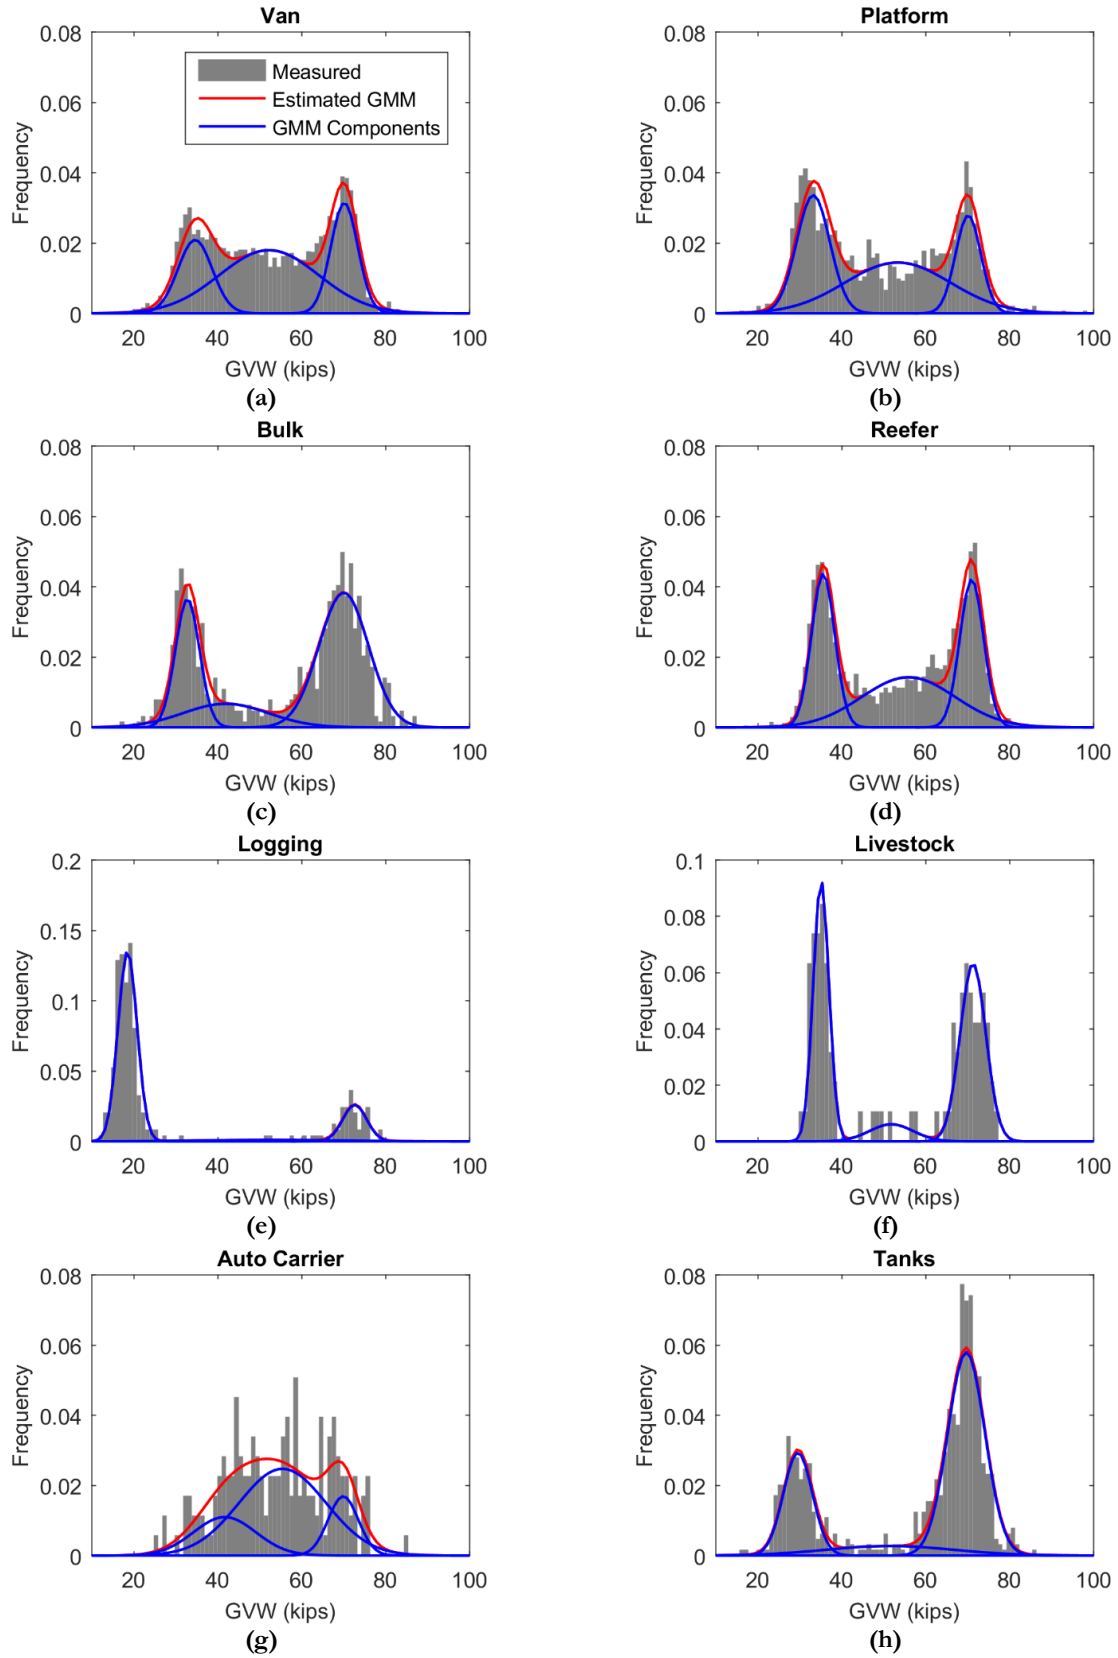 Van
0.08
0.06
0.04
0.02
0
Frequency
Measured
Estimated GMM
GMM Components
20 40 60 80 100
GVW (kips)
(a)
Platform
0.08
0.06
0.04
0.02
0
Frequency
20 40 60 80 100
GVW (kips)
(b)
Bulk
0.08
0.06
0.04
0.02
0
Frequency
20 40 60 80 100
GVW (kips)
(c)
Reefer
0.08
0.06
0.04
0.02
0
Frequency
20 40 60 80 100
GVW (kips)
(d)
Logging
0.2
0.15
0.1
0.05
0
Frequency
20 40 60 80 100
GVW (kips)
(e)
Livestock
0.1
0.08
0.06
0.04
0.02
0
Frequency
20 40 60 80 100
GVW (kips)
(f)
Auto Carrier
0.08
0.06
0.04
0.02
0
Frequency
20 40 60 80 100
GVW (kips)
(g)
Tanks
0.08
0.06
0.04
0.02
0
Frequency
20 40 60 80 100
GVW (kips)
(h)